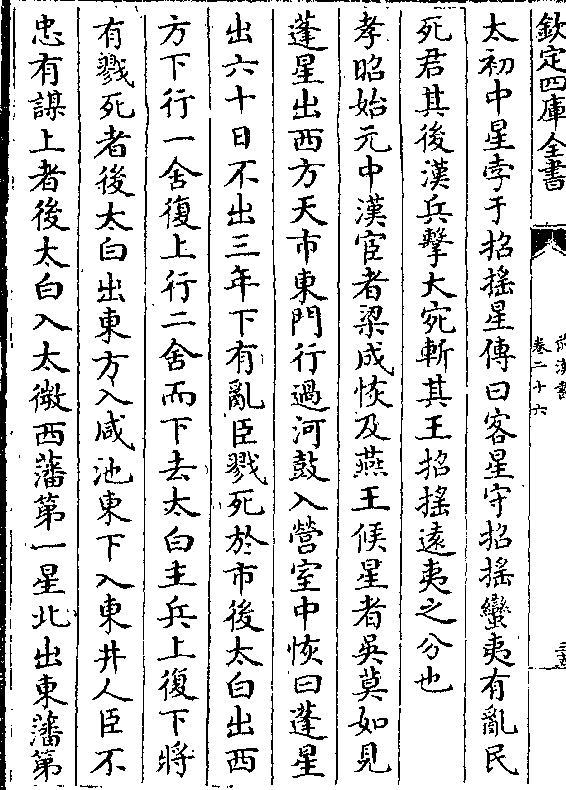 欽定四庫全書
前漢書
卷二十六
太初中星孛于招搖星傳曰客星守招搖蠻夷有亂民
死君其後漢兵擊大宛斬其王招搖遠夷之分也
孝昭始元中漢宦者梁成恢及燕王候星者吳莫如見
蓬星出西方天市東門行過河鼓入營室中恢曰蓬星
出六十日不出三年下有亂臣戮死於市後太白出西
方下行一舍復上行二舍而下去太白主兵上復下將
有戮死者後太白出東方入咸池東下入東井人臣不
忠有謀上者後太白入太微西藩第一星北出東藩第